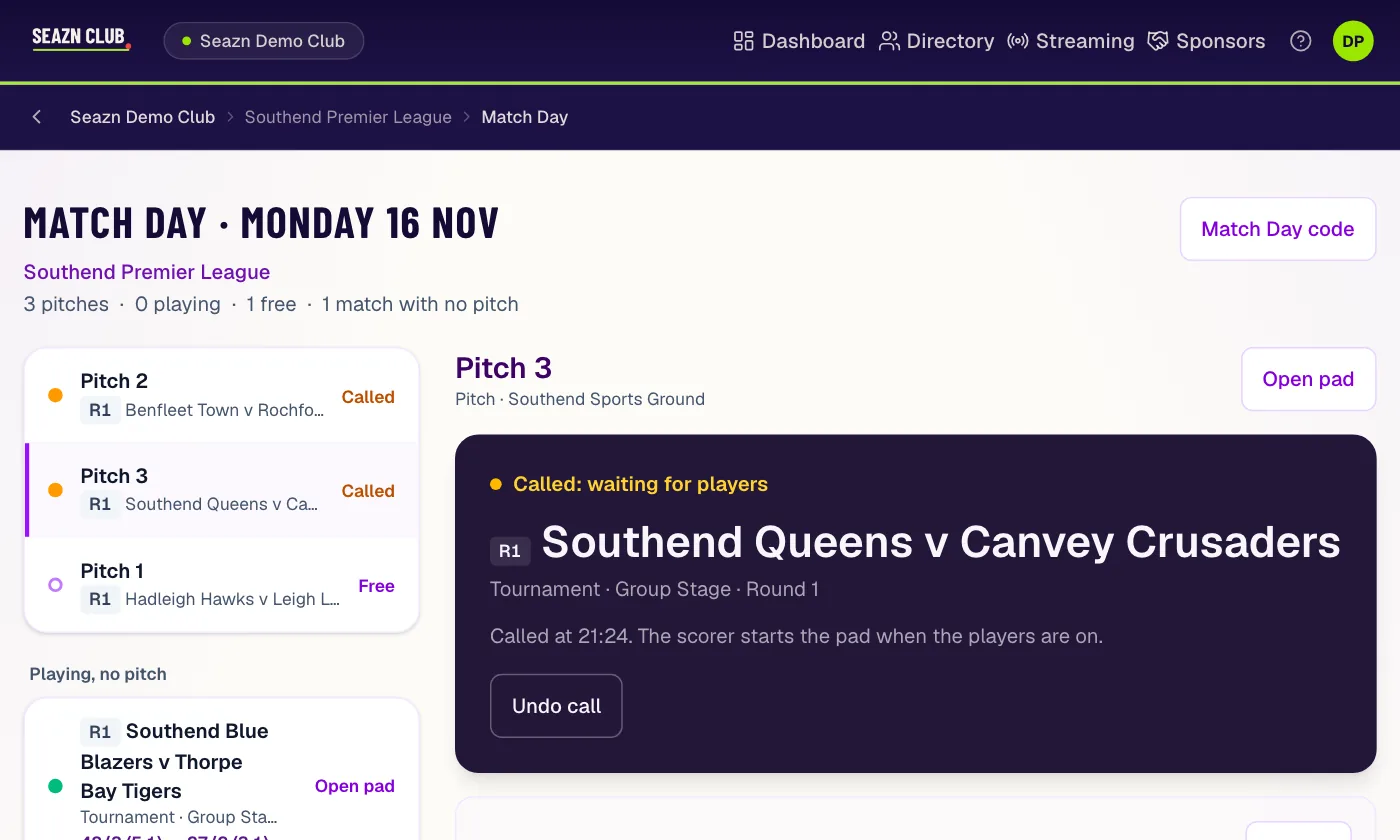 SEAZN CLUB
Seazn Demo Club
Dashboard
Directory
Streaming
Sponsors
DP
Seazn Demo Club
Southend Premier League
Match Day
MATCH DAY · MONDAY 16 NOV
Match Day code
Southend Premier League
3 pitches · 0 playing · 1 free · 1 match with no pitch
Pitch 2
R1 Benfleet Town v Rochfo...
Called
Pitch 3
R1 Southend Queens v Ca...
Called
Pitch 1
R1 Hadleigh Hawks v Leigh L...
Free
Playing, no pitch
R1 Southend Blue
Blazers v Thorpe
Bay Tigers
Tournament · Group Sta...
Open pad
Pitch 3
Pitch · Southend Sports Ground
Open pad
Called: waiting for players
R1 Southend Queens v Canvey Crusaders
Tournament · Group Stage · Round 1
Called at 21:24. The scorer starts the pad when the players are on.
Undo call